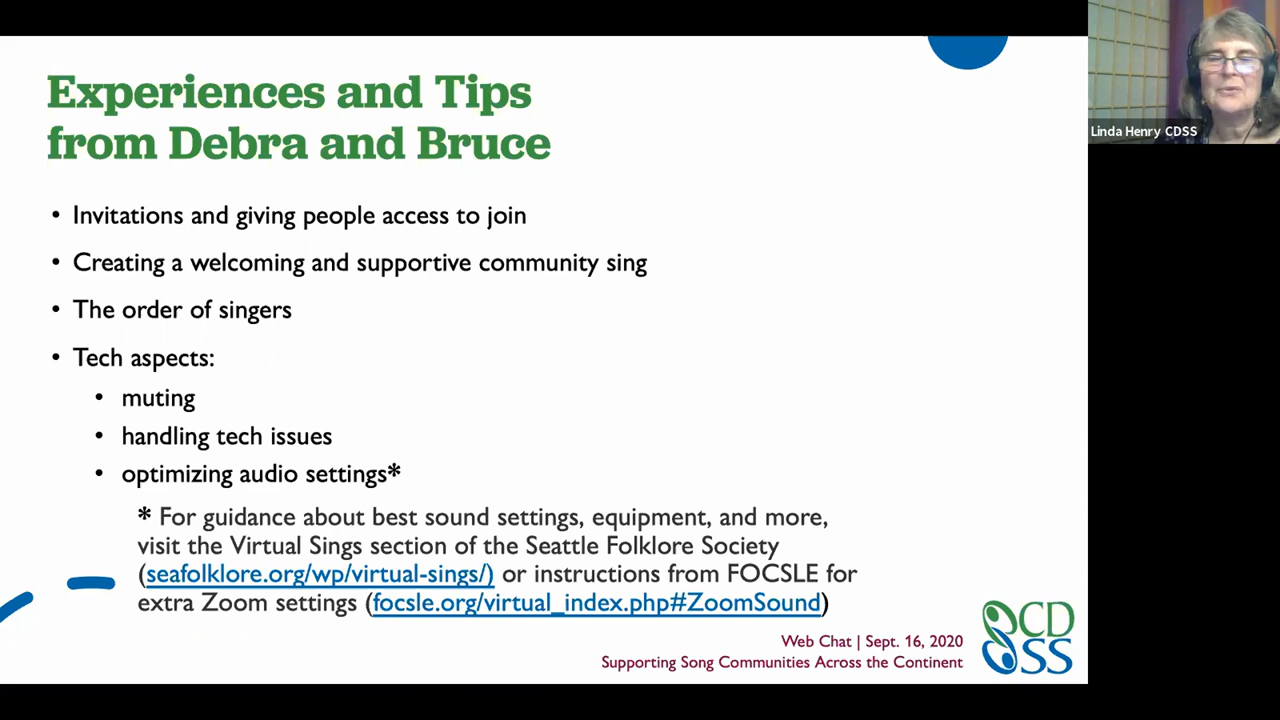 Experiences and Tips
from Debra and Bruce
• Invitations and giving people access to join
• Creating a welcoming and supportive community sing
• The order of singers
• Tech aspects:
• muting
• handling tech issues
• optimizing audio settings*
* For guidance about best sound settings, equipment, and more,
visit the Virtual Sings section of the Seattle Folklore Society
(seafolklore.org/wp/virtual-sings/) or instructions from FOCSLE for
extra Zoom settings (focsle.org/virtual_index.php#ZoomSound)
Web Chat | Sept. 16, 2020
Supporting Song Communities Across the Continent
CD
SS
Linda Henry CDSS